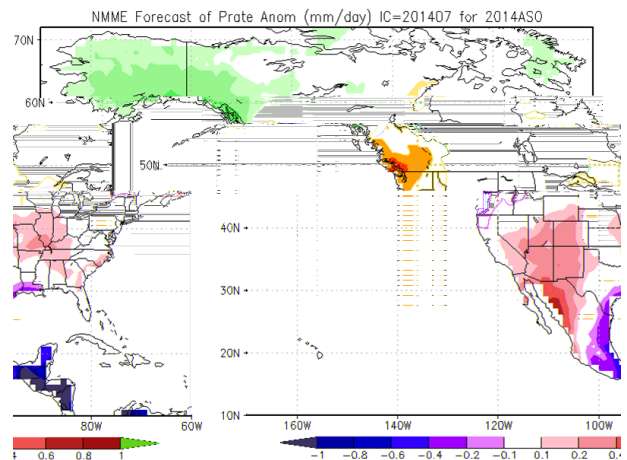 NMME Forecast of Prate Anom (mm/day) IC=201407 for 2014ASO
70N
60N
50N
40N
30N
20N
10N
80W 60W 160W 140W 120W 100W
0.6 0.8 1 -1 -0.8 -0.6 -0.4 -0.2 -0.1 0.1 0.2 0.4